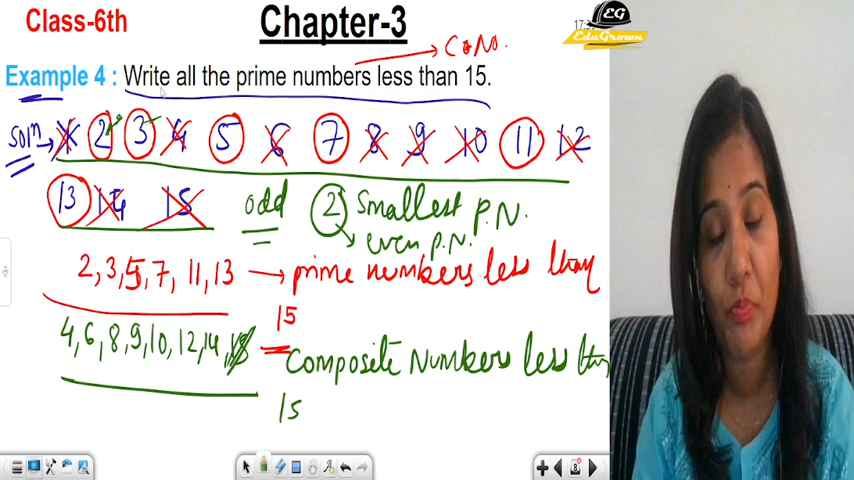 Class-6th
Chapter-3
17:
EG
EduGrown
Example 4 : Write all the prime numbers less than 15.
Soln → 1 2 3 4 5 6 7 8 9 10 11 12
13 14 15 odd 2 Smallest P.N.
even P.N.
2, 3, 5, 7, 11, 13 → prime numbers less than
15
4, 6, 8, 9, 10, 12, 14,
Composite Numbers less than
15